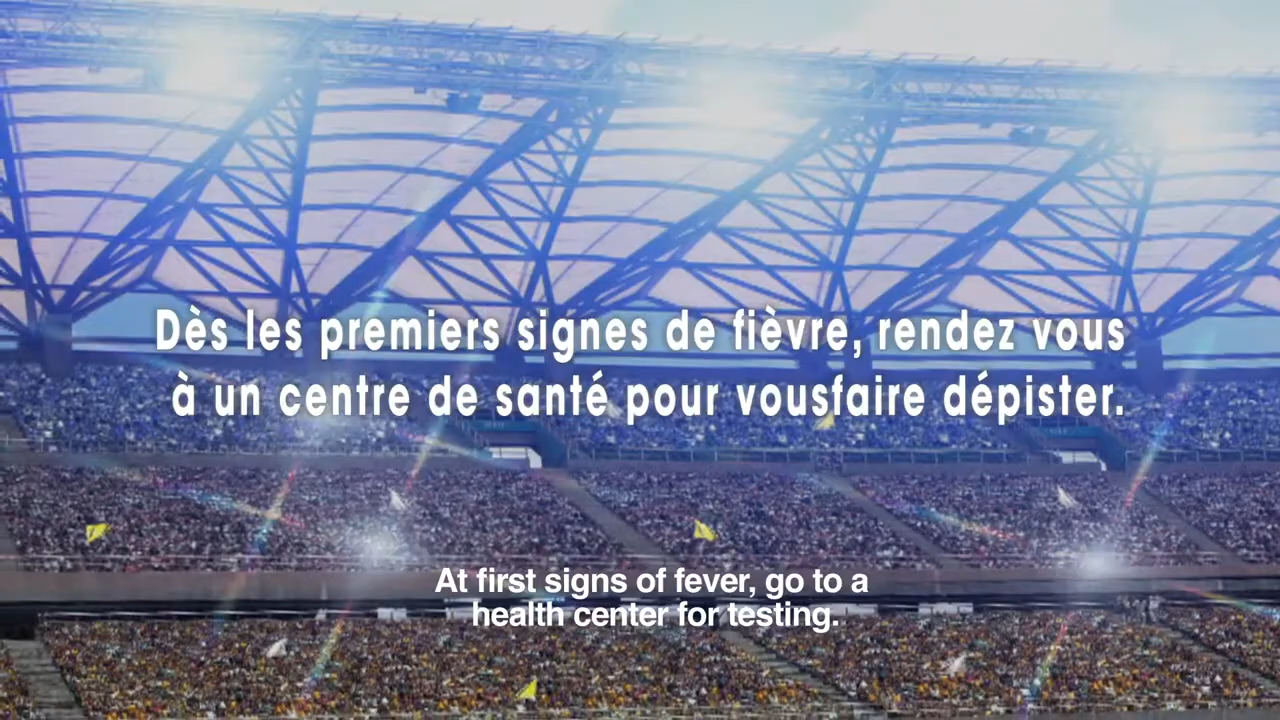 Dès les premiers signes de fièvre, rendez vous
à un centre de santé pour vousfaire dépister.
At first signs of fever, go to a
health center for testing.